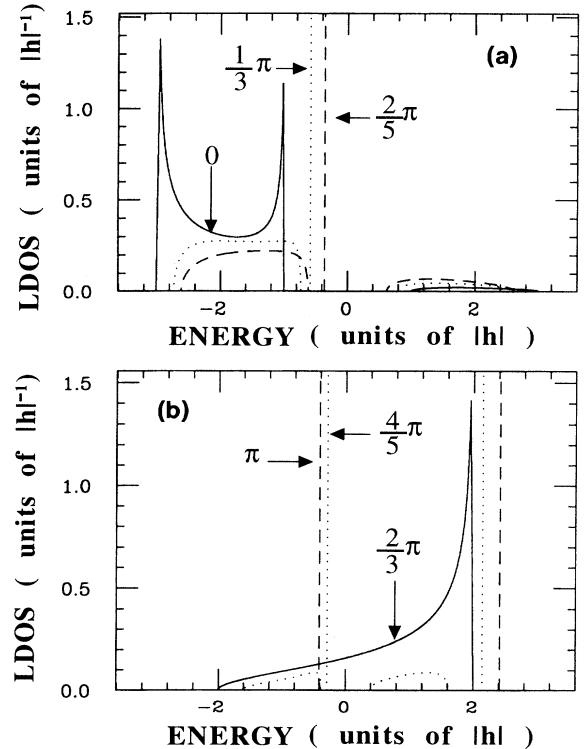 1.5
1.0
0.5
0.0
LDOS ( units of |h|⁻¹)
(a)
1/3 π
2/5 π
0
−2 0 2
ENERGY ( units of |h| )
1.5
1.0
0.5
0.0
LDOS ( units of |h|⁻¹)
(b)
4/5 π
π
2/3 π
−2 0 2
ENERGY ( units of |h| )